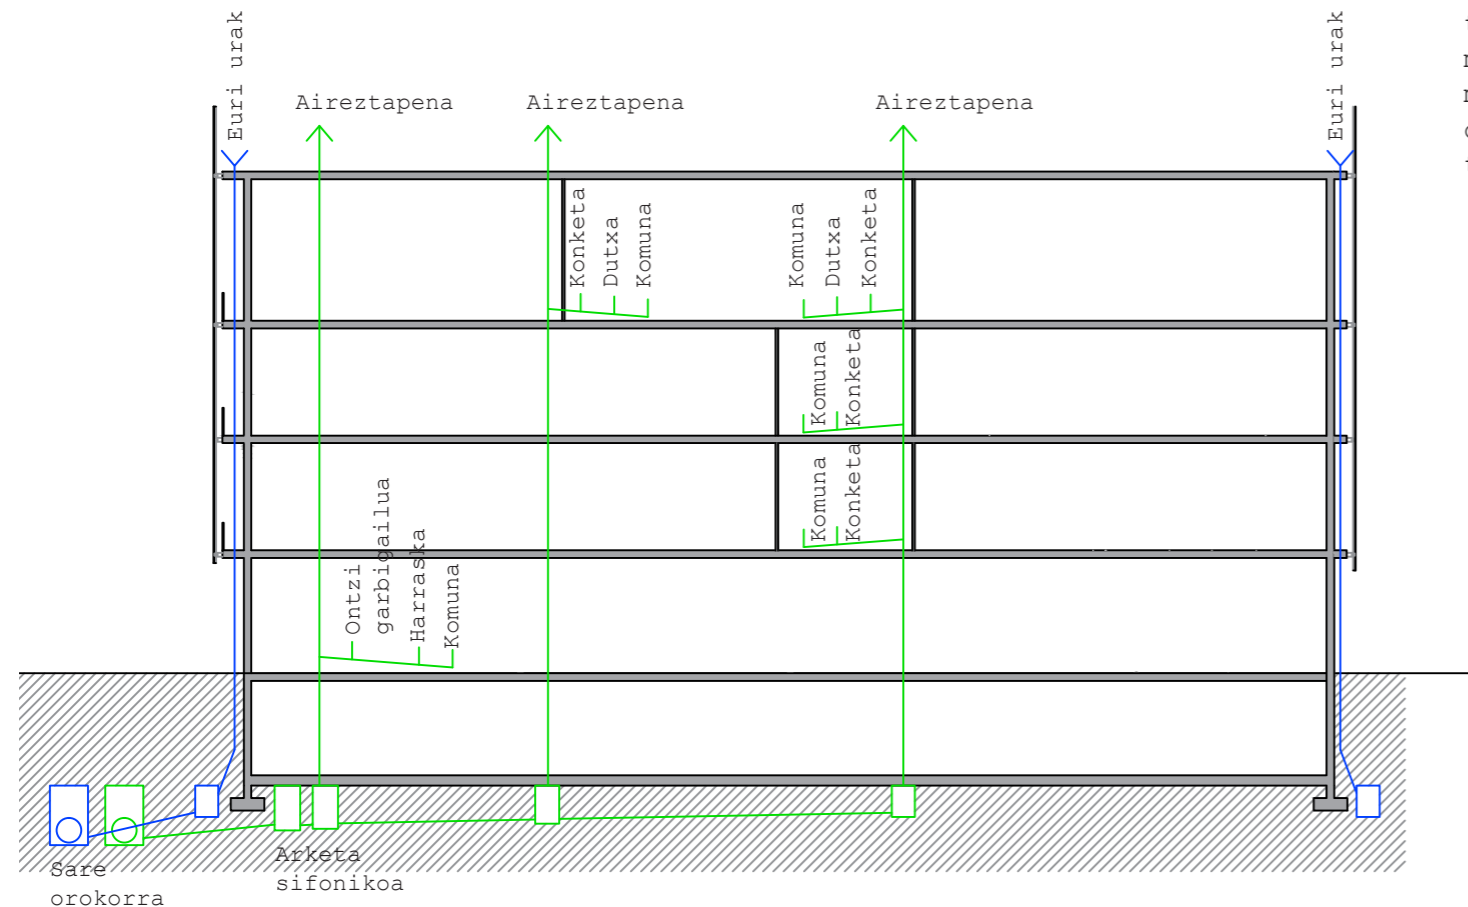 Euri urak
Euri urak
Aireztapena
Aireztapena
Aireztapena
Konketa
Dutxa
Komuna
Komuna
Dutxa
Konketa
Komuna
Konketa
Komuna
Konketa
Ontzi
garbigailua
Harraska
Komuna
Arketa
sifonikoa
Sare
orokorra